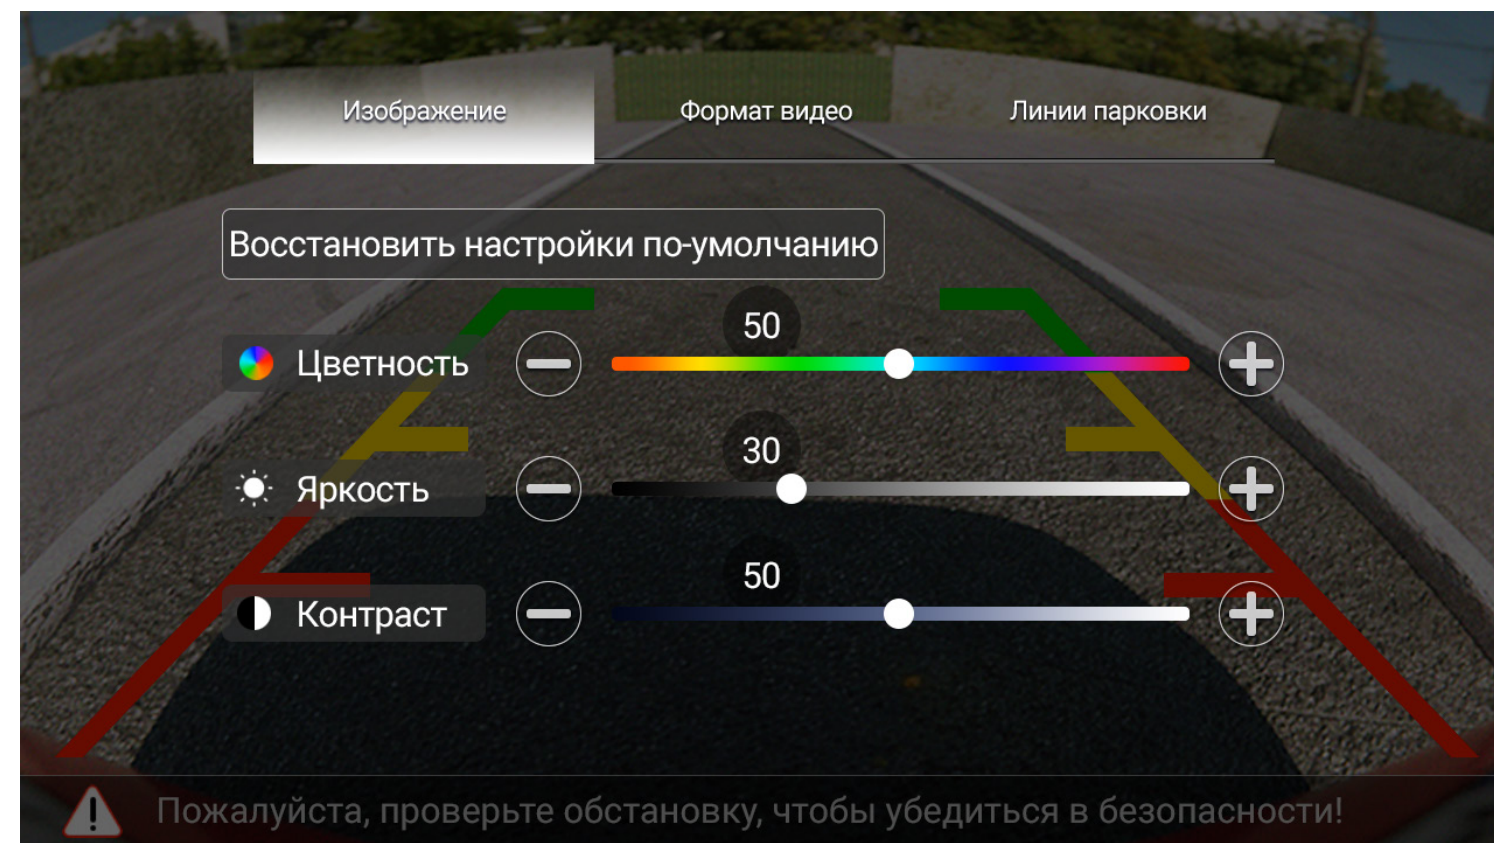 Изображение
Формат видео
Линии парковки
Восстановить настройки по-умолчанию
50
Цветность
30
Яркость
50
Контраст
Пожалуйста, проверьте обстановку, чтобы убедиться в безопасности!